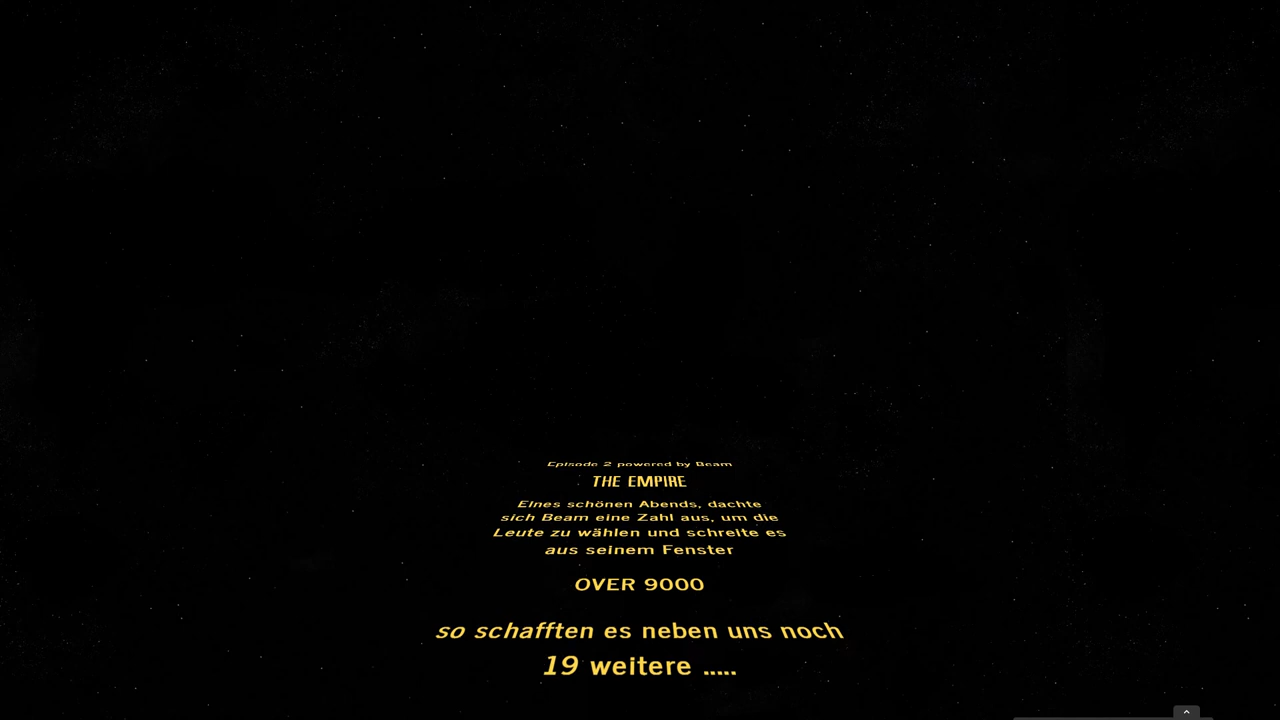 Episode 2 powered by Beam
THE EMPIRE
Eines schönen Abends, dachte
sich Beam eine Zahl aus, um die
Leute zu wählen und schreite es
aus seinem Fenster
OVER 9000
so schafften es neben uns noch
19 weitere .....